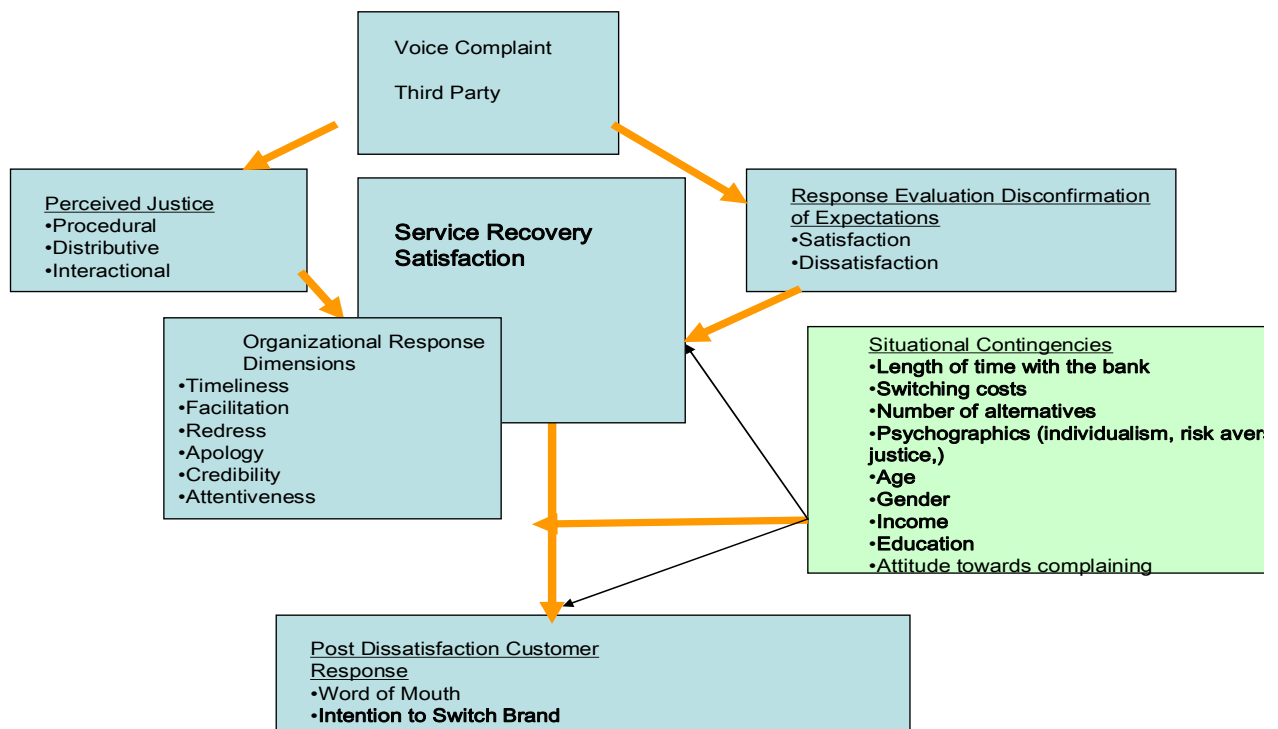 Voice Complaint
Third Party
Perceived Justice
•Procedural
•Distributive
•Interactional
Service Recovery
Satisfaction
Response Evaluation Disconfirmation
of Expectations
•Satisfaction
•Dissatisfaction
Organizational Response
Dimensions
•Timeliness
•Facilitation
•Redress
•Apology
•Credibility
•Attentiveness
Situational Contingencies
•Length of time with the bank
•Switching costs
•Number of alternatives
•Psychographics (individualism, risk
justice,)
•Age
•Gender
•Income
•Education
•Attitude towards complaining
Post Dissatisfaction Customer
Response
•Word of Mouth
•Intention to Switch Brand